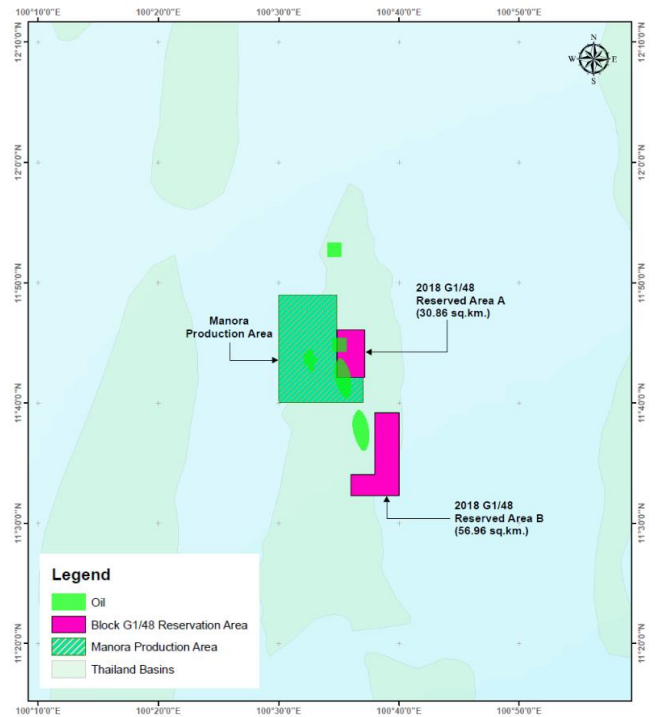 100°10'0"E
100°20'0"E
100°30'0"E
100°40'0"E
100°50'0"E
N
W
E
S
12°10'0"N
12°10'0"N
12°0'0"N
12°0'0"N
11°50'0"N
11°50'0"N
2018 G1/48
Reserved Area A
(30.86 sq.km.)
Manora
Production Area
11°40'0"N
11°40'0"N
2018 G1/48
Reserved Area B
(56.96 sq.km.)
11°30'0"N
11°30'0"N
Legend
Oil
Block G1/48 Reservation Area
Manora Production Area
Thailand Basins
11°20'0"N
11°20'0"N
100°10'0"E
100°20'0"E
100°30'0"E
100°40'0"E
100°50'0"E